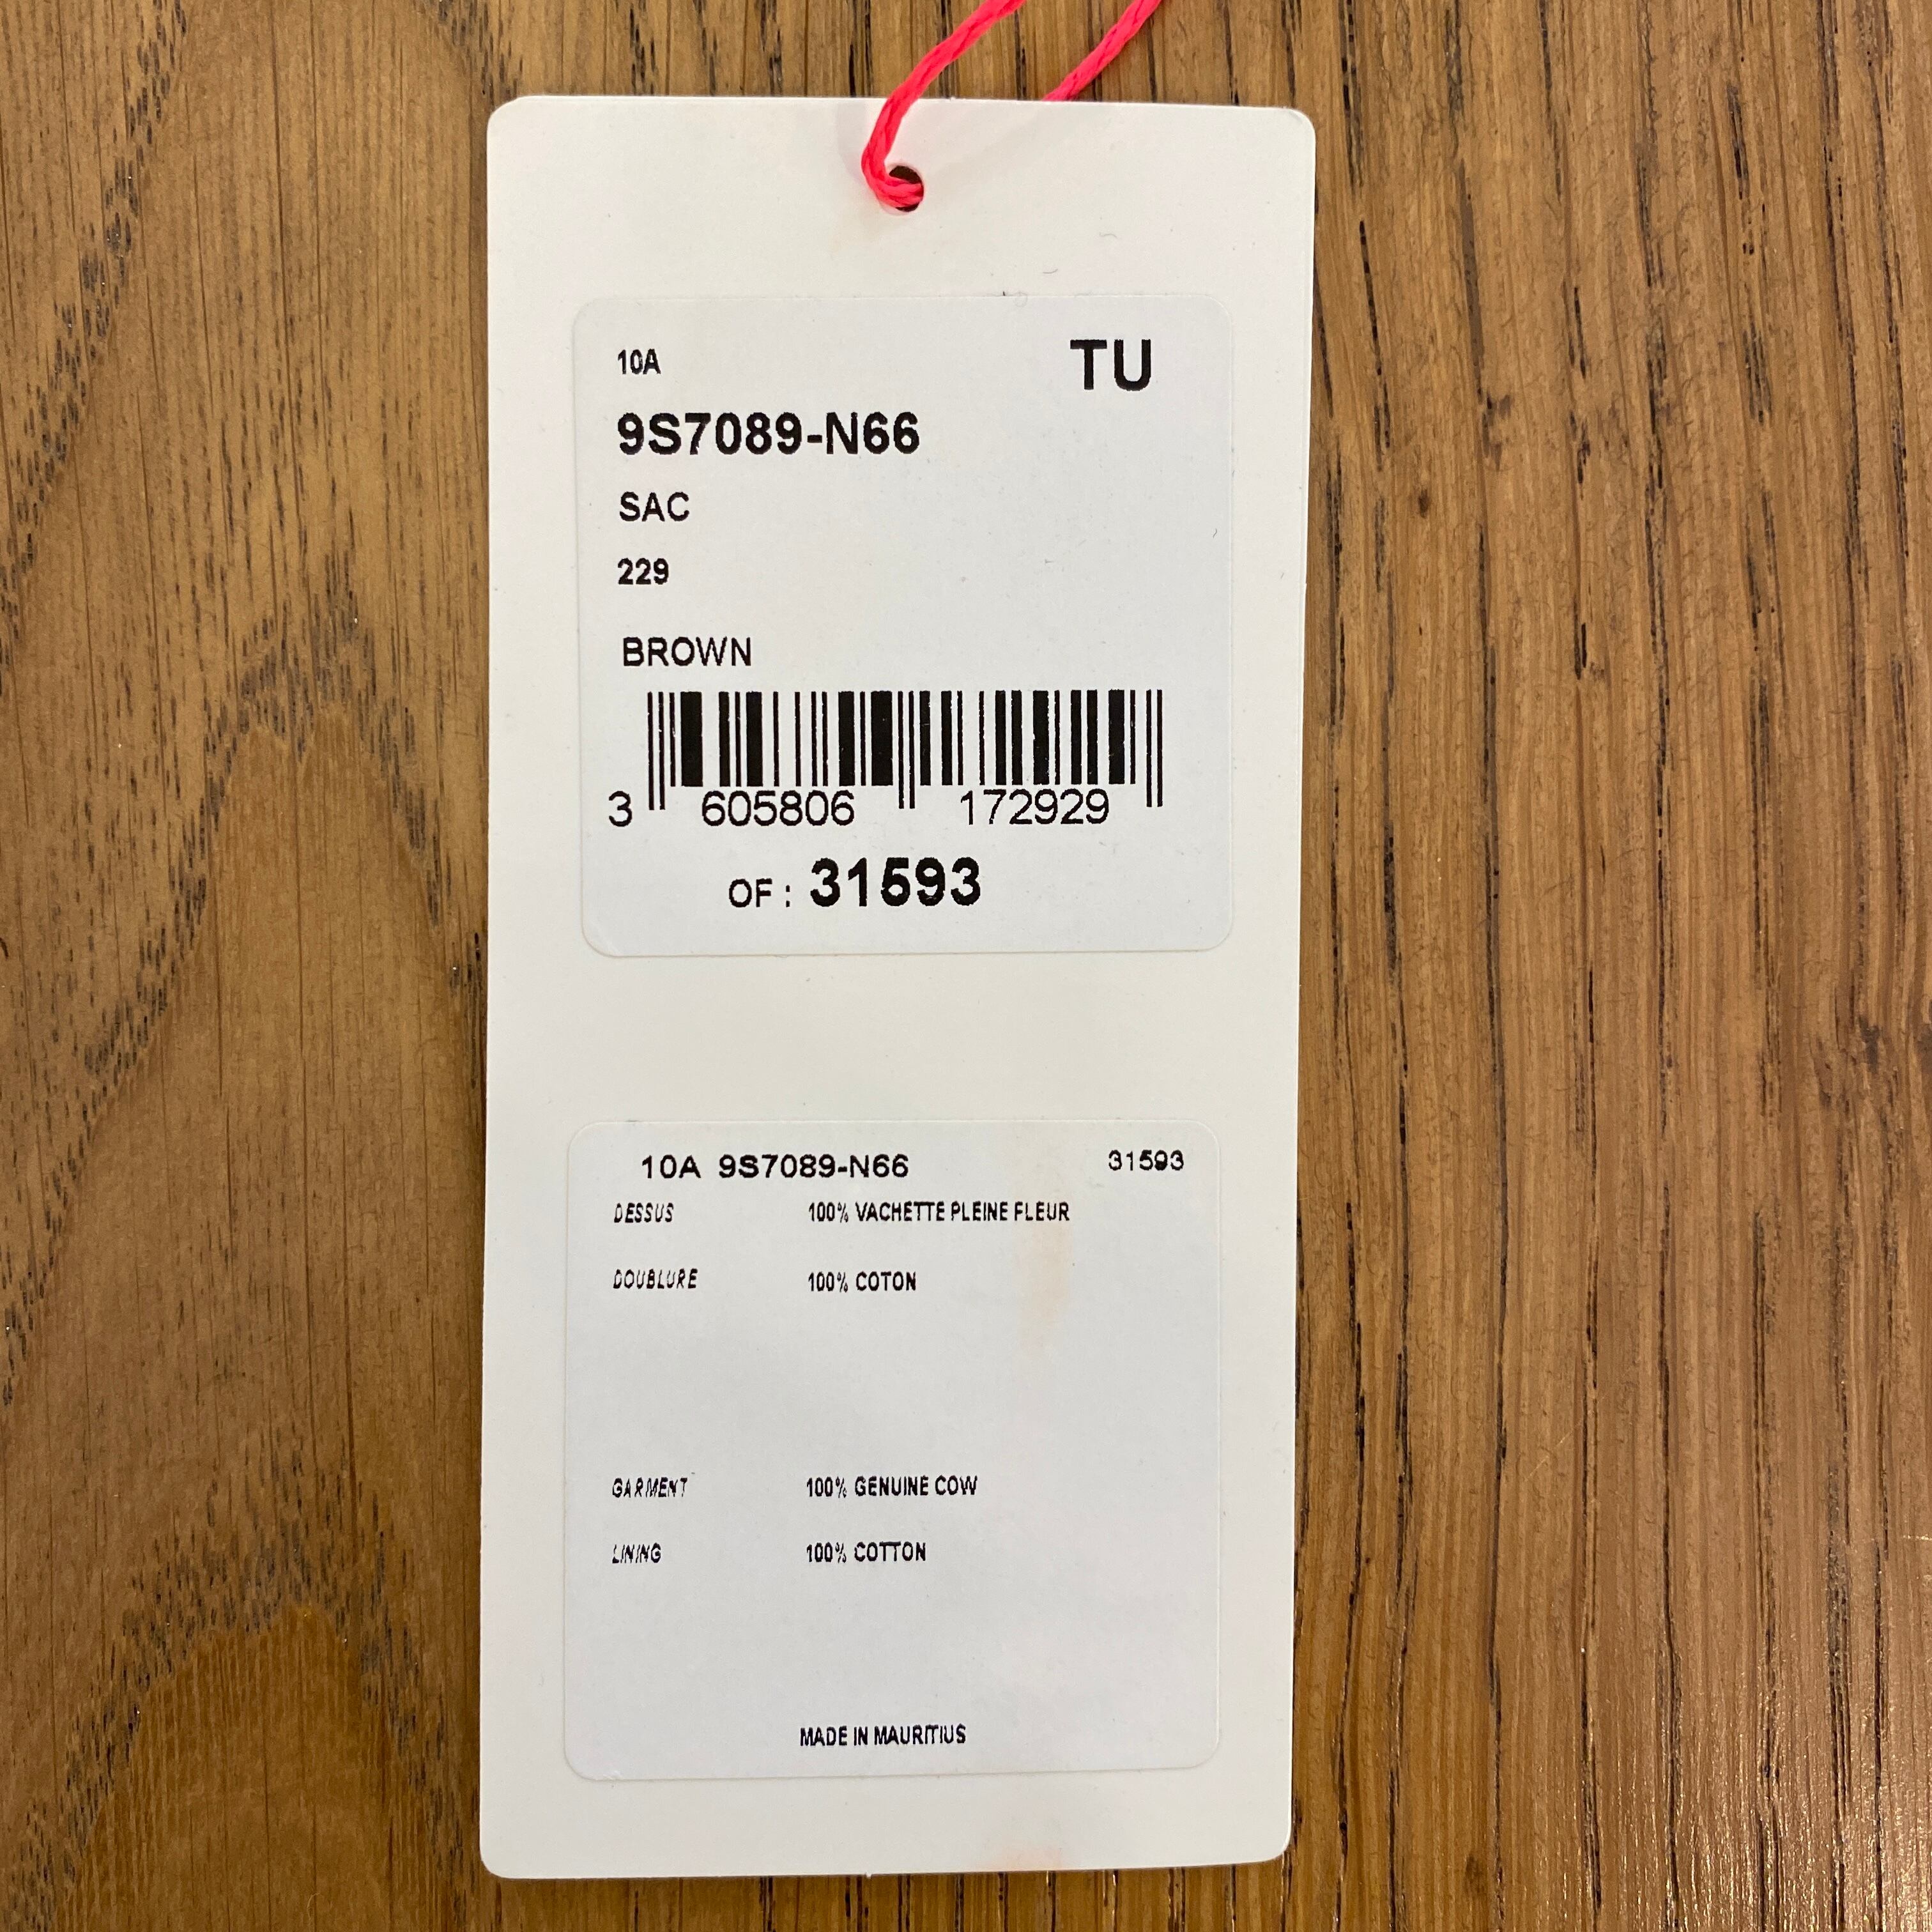 10A TU
9S7089-N66
SAC
229
BROWN
3 605806 172929
OF : 31593
10A 9S7089-N66 31593
DESSUS 100% VACHETTE PLEINE FLEUR
DOUBLURE 100% COTON
GARMENT 100% GENUINE COW
LINING 100% COTTON
MADE IN MAURITIUS